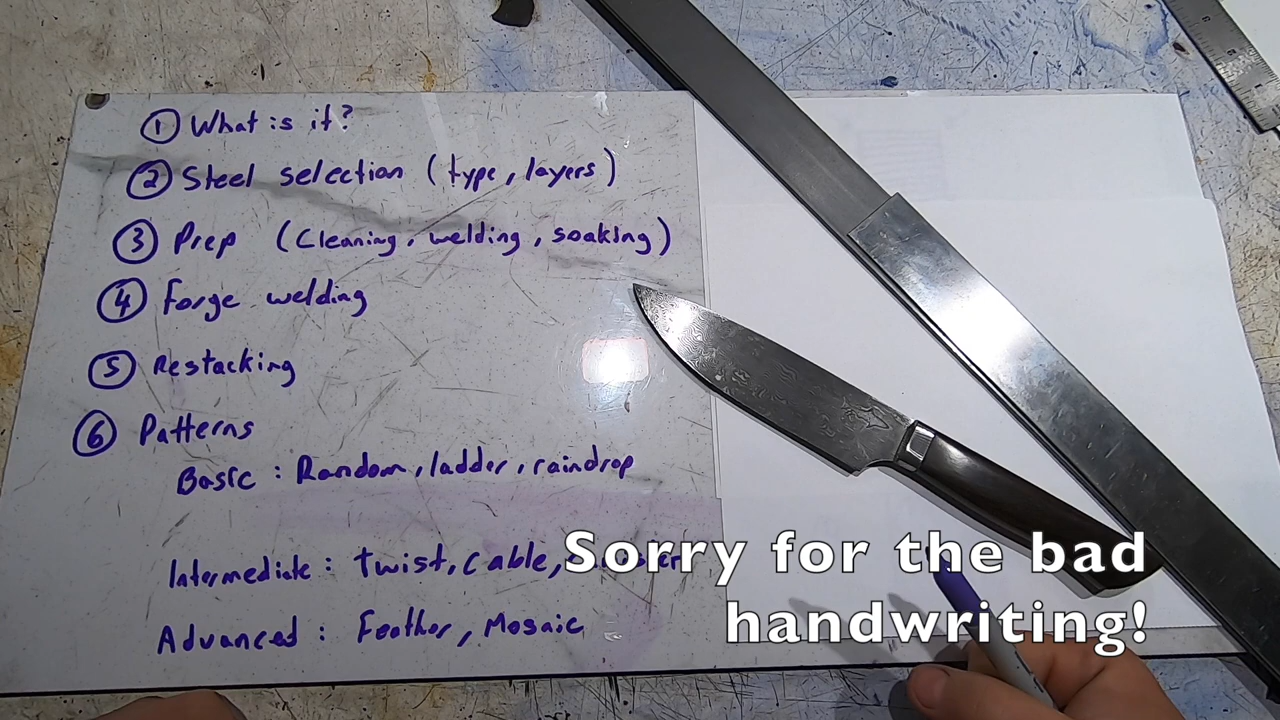 ① What is it?
② Steel selection (type, layers)
③ Prep (Cleaning, welding, soaking)
④ Forge welding
⑤ Restacking
⑥ Patterns
Basic : Random, ladder, raindrop
Intermediate : twist, cable,
Advanced : Feather, Mosaic
Sorry for the bad
handwriting!